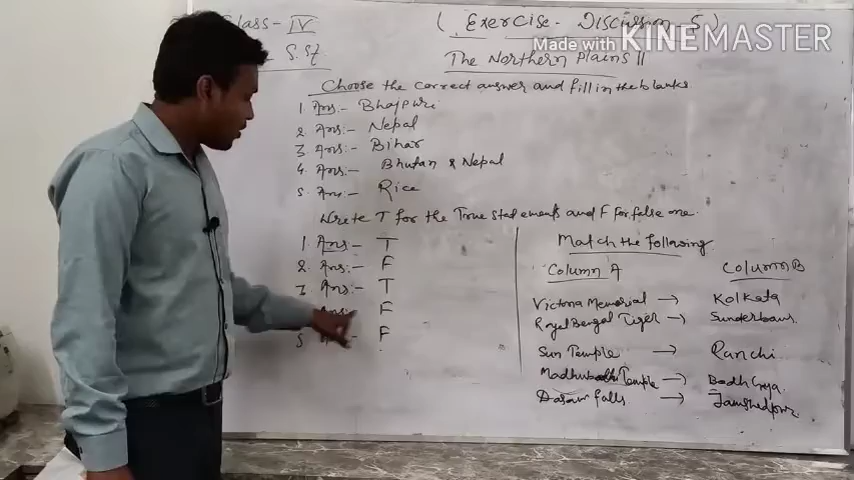 Class- IV
( Exercise- Discussion-5)
S.St
Made with KINEMASTER
The Northern Plains II
Choose the correct answer and fill in the blanks
1. Ans:- Bhojpuri
2. Ans:- Nepal
3 Ans:- Bihar
4. Ans:- Bhutan & Nepal
5. Ans:- Rice
Write T for the True statements and F for false one.
1. Ans:- T
2. Ans:- F
3 Ans:- T
Ans:- F
5 F
Match the following
Column A Column B
Victoria Memorial → Kolkata
Royal Bengal Tiger → Sunderbans.
Sun Temple → Ranchi
Temple → Bodh Gaya.
Dasam falls → Jamshedpur